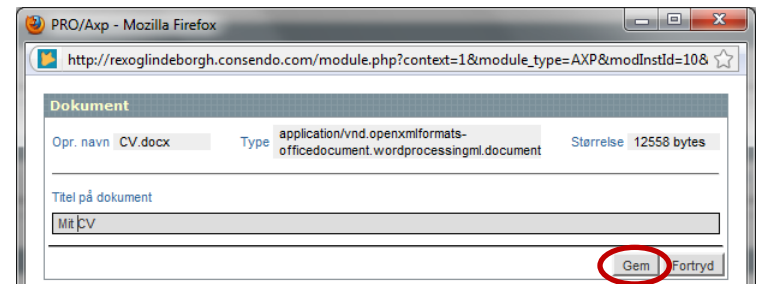 PRO/Axp - Mozilla Firefox
http://rexoglindeborgh.consendo.com/module.php?context=1&module_type=AXP&modInstId=10&
Dokument
Opr. navn CV.docx Type application/vnd.openxmlformats- Størrelse 12558 bytes
officedocument.wordprocessingml.document
Titel på dokument
Mit CV
Gem Fortryd